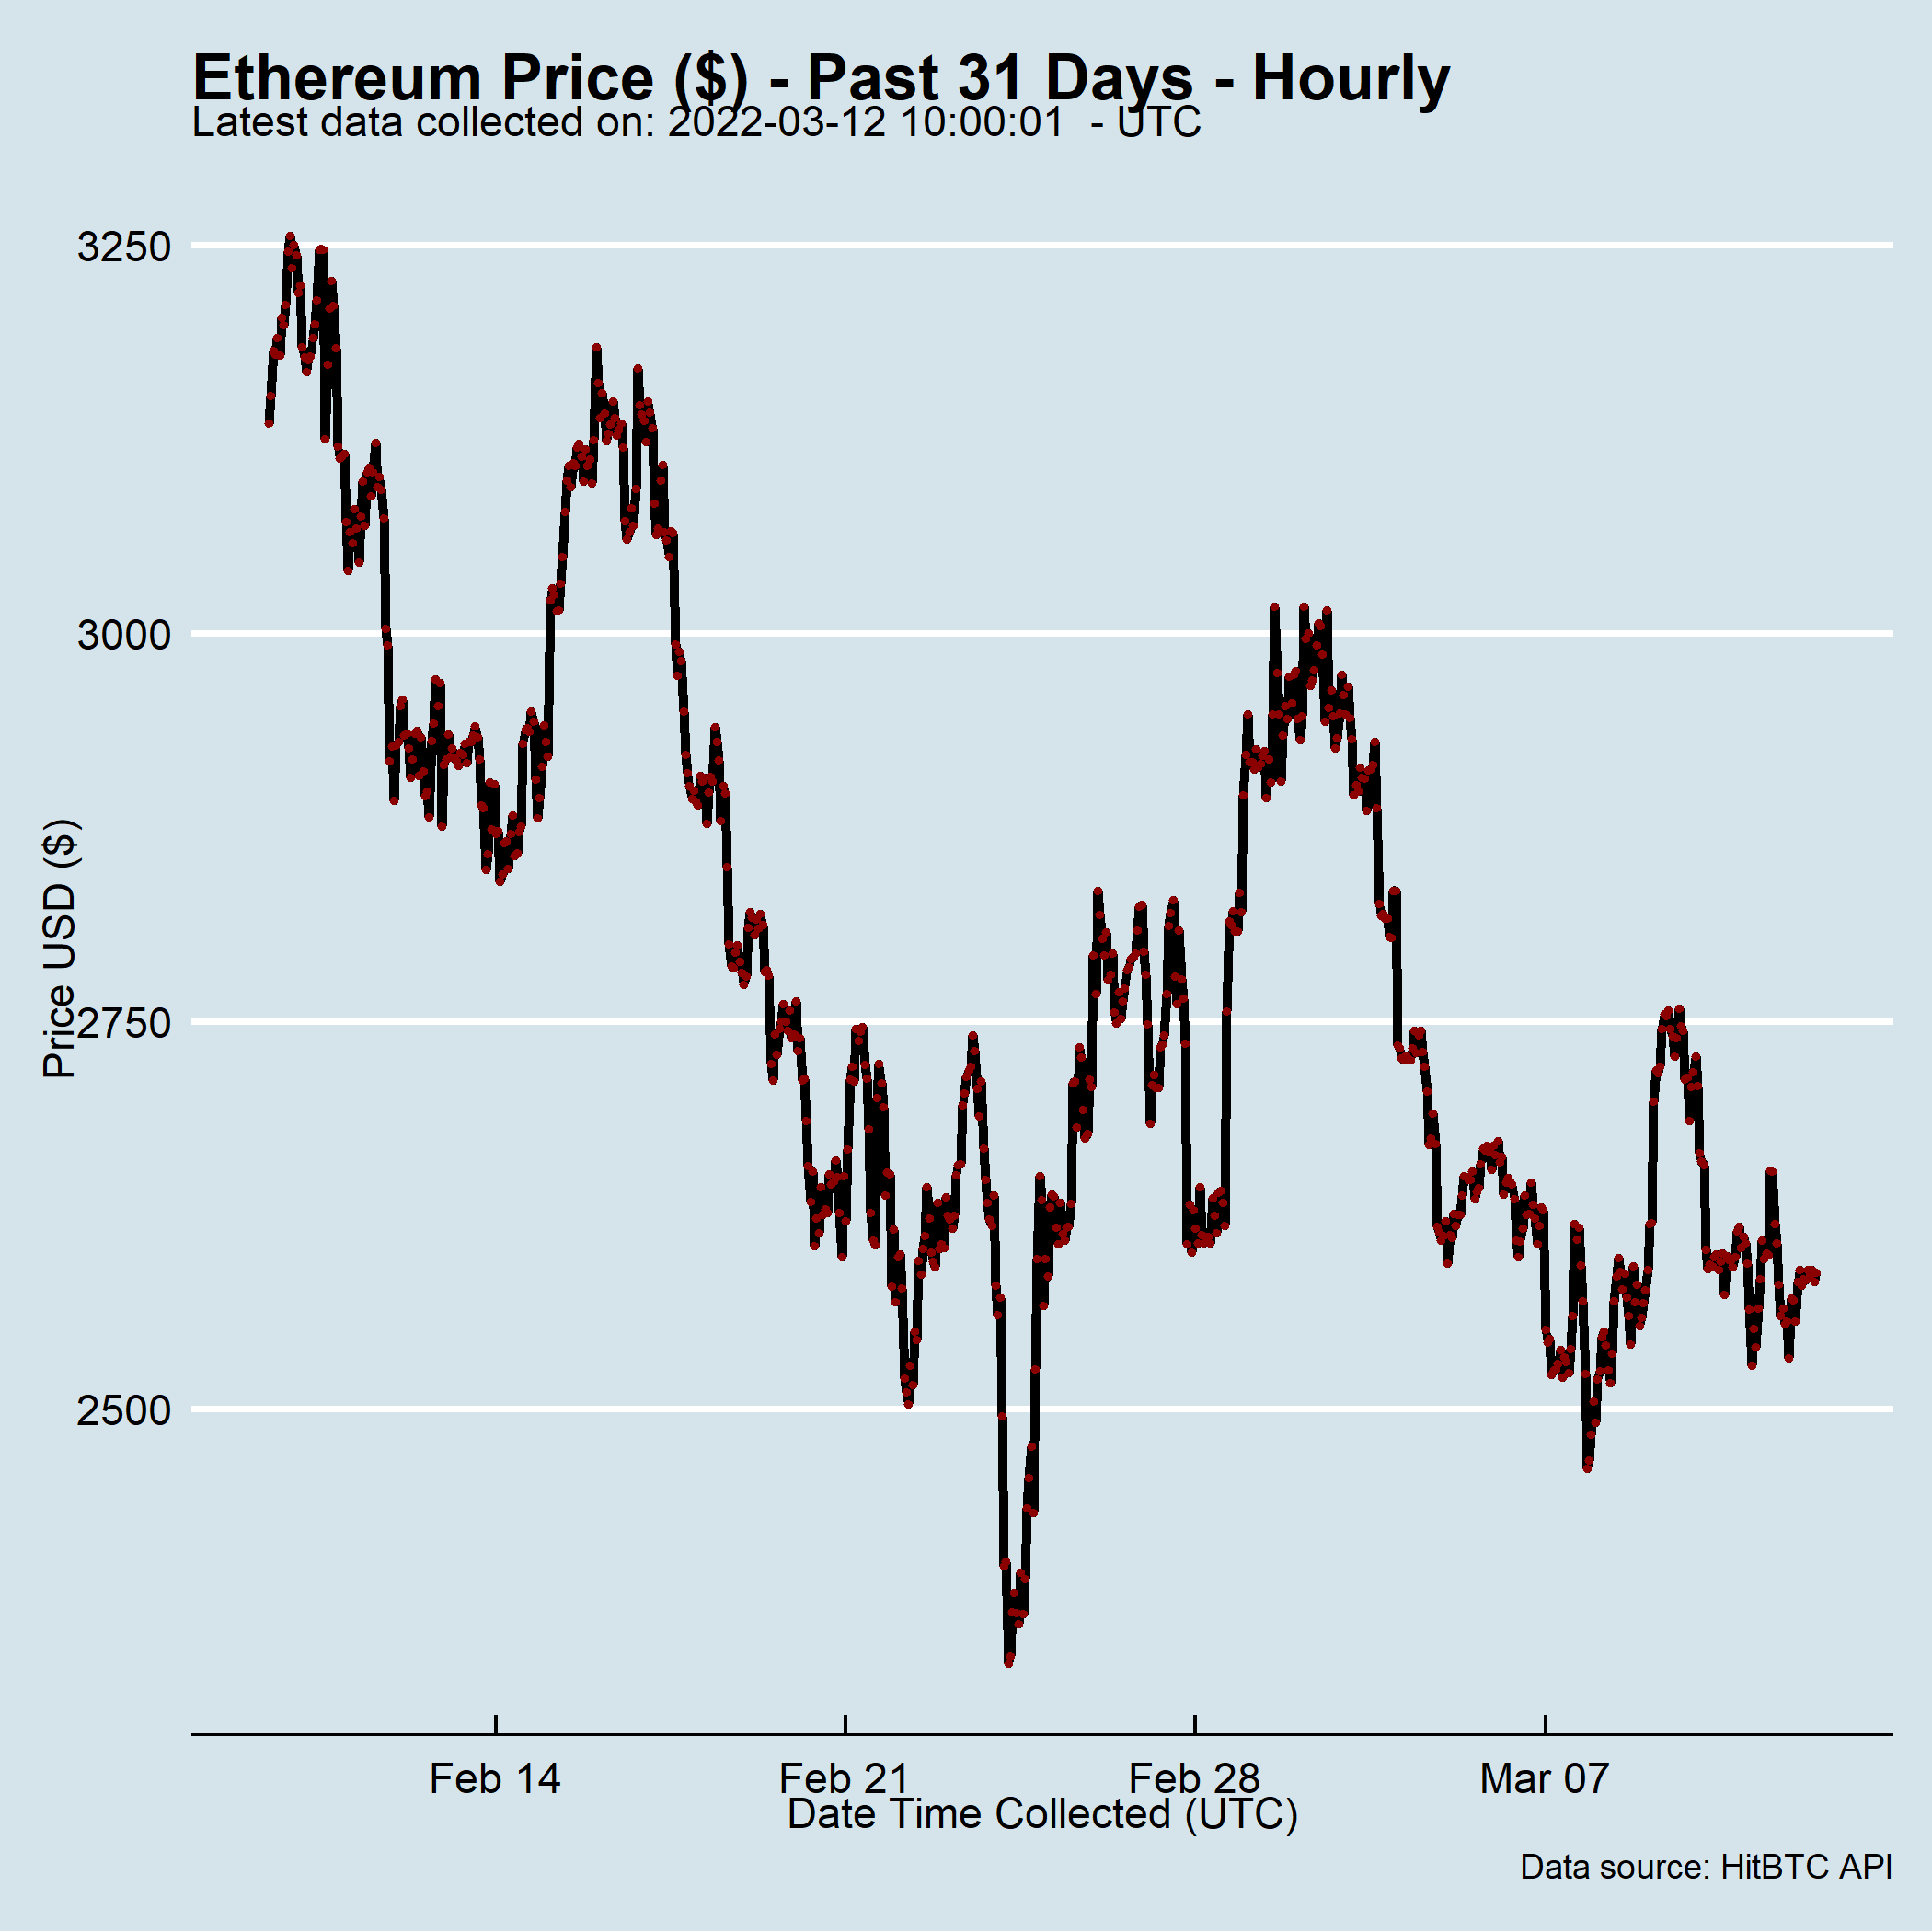 Ethereum Price ($) - Past 31 Days - Hourly
Latest data collected on: 2022-03-12 10:00:01  - UTC
Price USD ($)
3250
3000
2750
2500
Feb 14
Feb 21
Feb 28
Mar 07
Date Time Collected (UTC)
Data source: HitBTC API